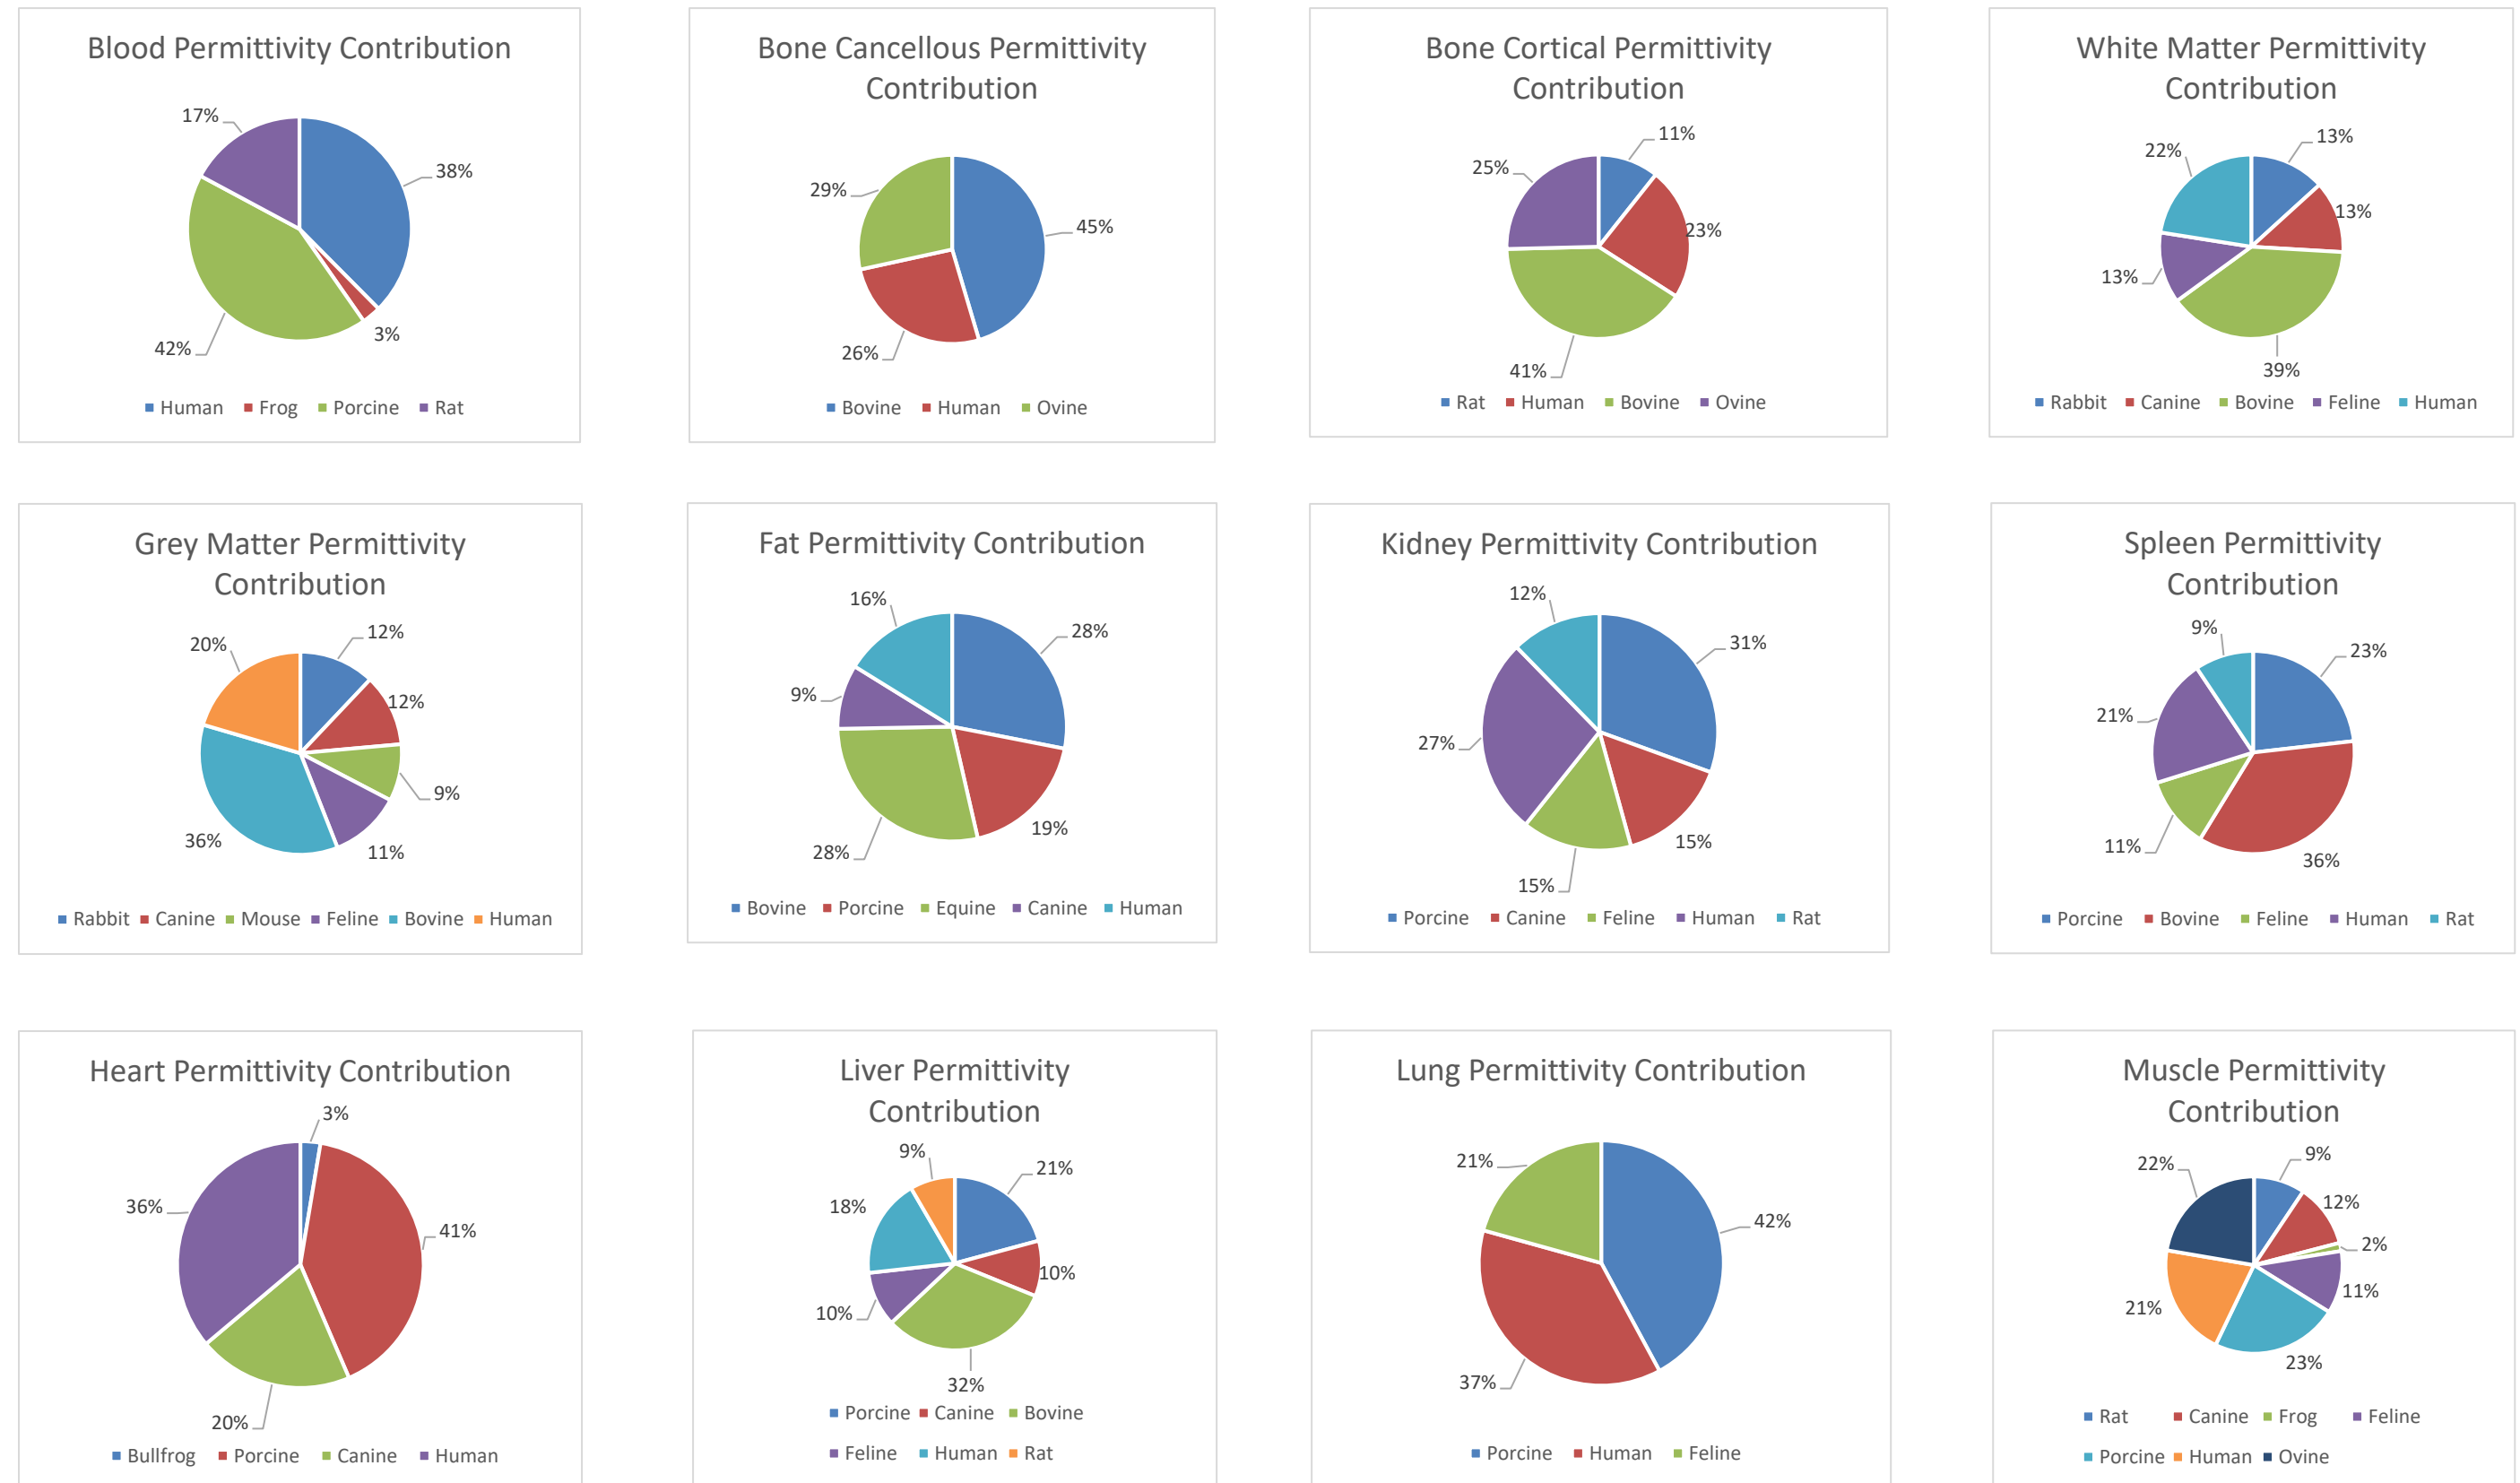 Blood Permittivity Contribution
17%
38%
42%
3%
Human Frog Porcine Rat
Bone Cancellous Permittivity
Contribution
29%
45%
26%
Bovine Human Ovine
Bone Cortical Permittivity
Contribution
11%
25%
23%
41%
Rat Human Bovine Ovine
White Matter Permittivity
Contribution
13%
22%
13%
13%
39%
Rabbit Canine Bovine Feline Human
Grey Matter Permittivity
Contribution
20%
12%
12%
9%
36%
11%
Rabbit Canine Mouse Feline Bovine Human
Fat Permittivity Contribution
16%
28%
9%
19%
28%
Bovine Porcine Equine Canine Human
Kidney Permittivity Contribution
12%
31%
27%
15%
15%
Porcine Canine Feline Human Rat
Spleen Permittivity
Contribution
9%
23%
21%
11%
36%
Porcine Bovine Feline Human Rat
Heart Permittivity Contribution
3%
36%
41%
20%
Bullfrog Porcine Canine Human
Liver Permittivity
Contribution
9%
21%
18%
10%
10%
32%
Porcine Canine Bovine
Feline Human Rat
Lung Permittivity Contribution
21%
42%
37%
Porcine Human Feline
Muscle Permittivity
Contribution
22%
9%
12%
2%
11%
21%
23%
Rat Canine Frog Feline
Porcine Human Ovine